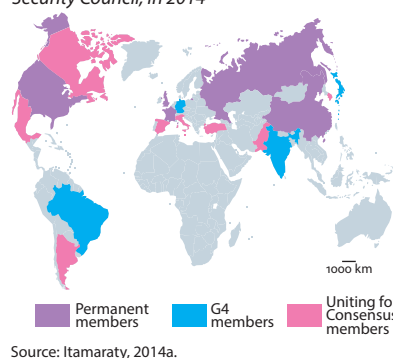 Security Council, in 2014
1000 km
Permanent
members
G4
members
Uniting fo
Consensus
members
Source: Itamaraty, 2014a.